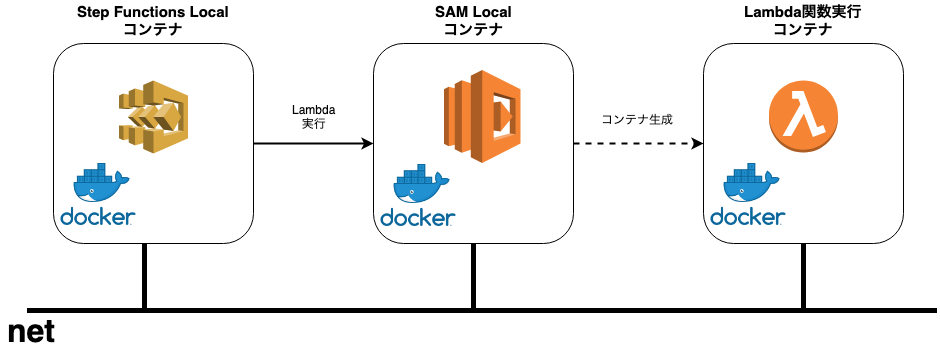 Step Functions Local
コンテナ
SAM Local
コンテナ
Lambda関数実行
コンテナ
Lambda
実行
コンテナ生成
docker
docker
docker
net